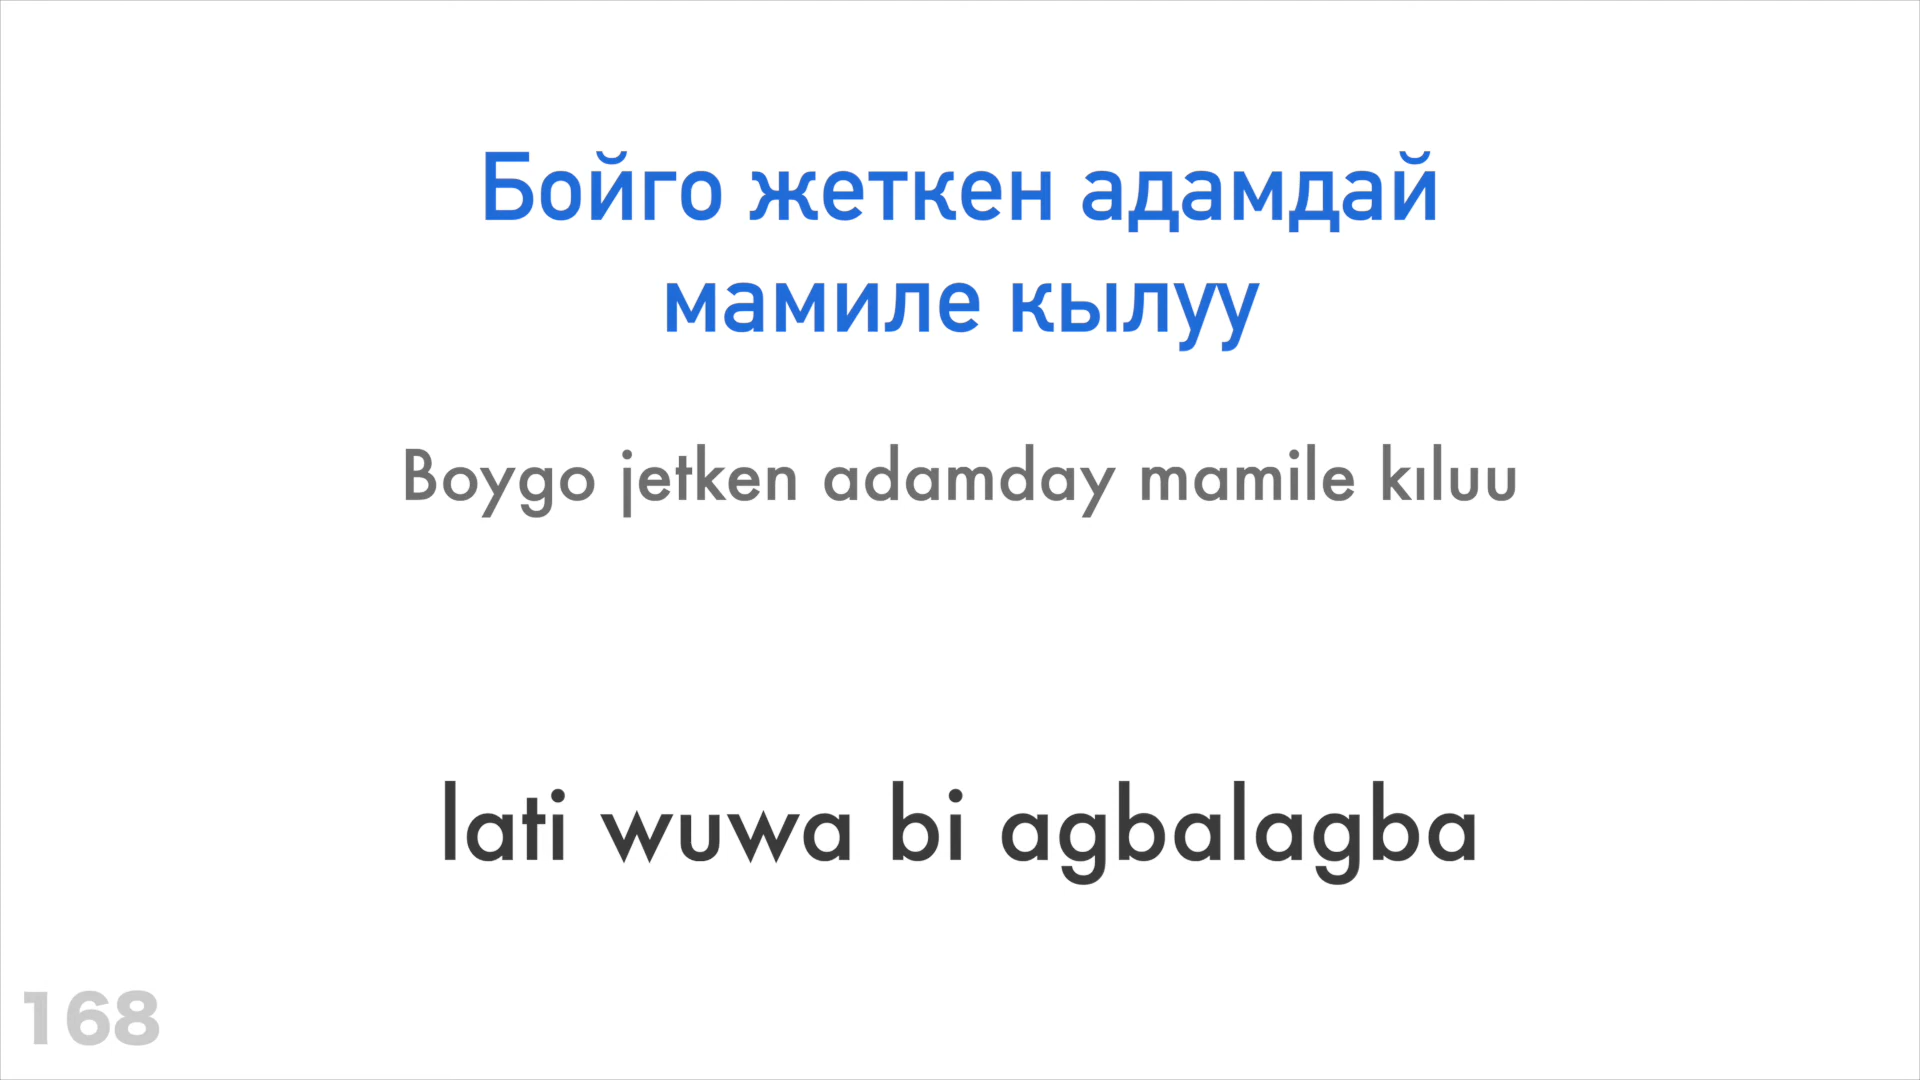 Бойго жеткен адамдай
мамиле кылуу
Boygo jetken adamday mamile kıluu
lati wuwa bi agbalagba
168